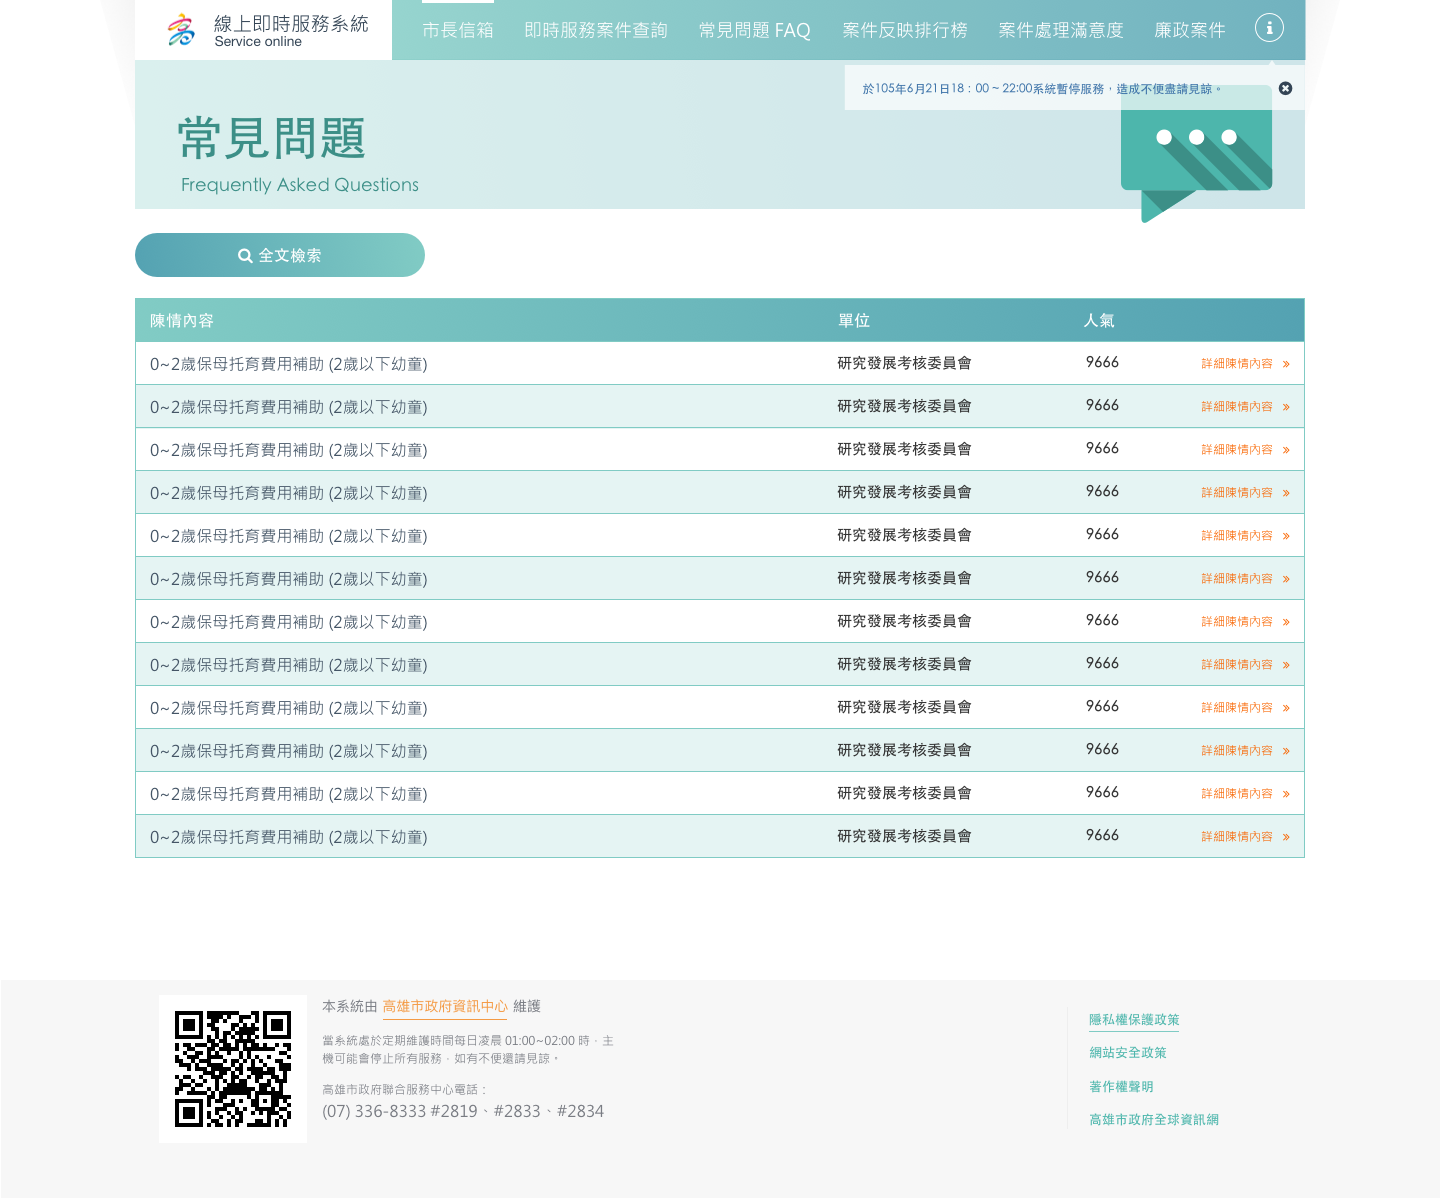 線上即時服務系統
Service online
市長信箱 即時服務案件查詢 常見問題 FAQ 案件反映排行榜 案件處理滿意度 廉政案件
於105年6月21日18：00 ~ 22:00系統暫停服務，造成不便盡請見諒。
常見問題
Frequently Asked Questions
全文檢索
陳情內容 單位 人氣
0~2歲保母托育費用補助 (2歲以下幼童) 研究發展考核委員會 9666 詳細陳情內容 »
0~2歲保母托育費用補助 (2歲以下幼童) 研究發展考核委員會 9666 詳細陳情內容 »
0~2歲保母托育費用補助 (2歲以下幼童) 研究發展考核委員會 9666 詳細陳情內容 »
0~2歲保母托育費用補助 (2歲以下幼童) 研究發展考核委員會 9666 詳細陳情內容 »
0~2歲保母托育費用補助 (2歲以下幼童) 研究發展考核委員會 9666 詳細陳情內容 »
0~2歲保母托育費用補助 (2歲以下幼童) 研究發展考核委員會 9666 詳細陳情內容 »
0~2歲保母托育費用補助 (2歲以下幼童) 研究發展考核委員會 9666 詳細陳情內容 »
0~2歲保母托育費用補助 (2歲以下幼童) 研究發展考核委員會 9666 詳細陳情內容 »
0~2歲保母托育費用補助 (2歲以下幼童) 研究發展考核委員會 9666 詳細陳情內容 »
0~2歲保母托育費用補助 (2歲以下幼童) 研究發展考核委員會 9666 詳細陳情內容 »
0~2歲保母托育費用補助 (2歲以下幼童) 研究發展考核委員會 9666 詳細陳情內容 »
0~2歲保母托育費用補助 (2歲以下幼童) 研究發展考核委員會 9666 詳細陳情內容 »
本系統由 高雄市政府資訊中心 維護
當系統處於定期維護時間每日凌晨 01:00~02:00 時，主
機可能會停止所有服務，如有不便還請見諒。
高雄市政府聯合服務中心電話：
(07) 336-8333 #2819、#2833、#2834
隱私權保護政策
網站安全政策
著作權聲明
高雄市政府全球資訊網